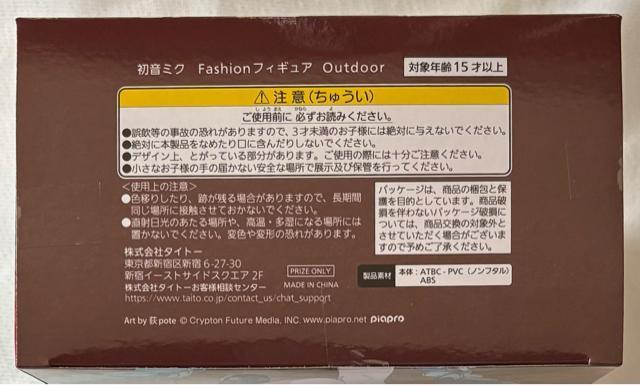 初音ミク Fashionフィギュア Outdoor 対象年齢15才以上
⚠注意(ちゅうい)
ご使用前に必ずお読みください。
●誤飲等の事故の恐れがありますので、3才未満のお子様には絶対に与えないでください。
●絶対に本製品をなめたり口に含んだりしないでください。
●デザイン上、とがっている部分があります。ご使用の際には十分ご注意ください。
●小さなお子様の手の届かない安全な場所で展示及び保管を行ってください。
<使用上の注意>
●色移りしたり、跡が残る場合がありますので、長期間
同じ場所に接触させておかないでください。
●直射日光のあたる場所や、高温・多湿になる場所には
置かないでください。変色や変形の恐れがあります。
パッケージは、商品の梱包と保
護を目的としています。商品破
損を伴わないパッケージ破損に
ついては、商品交換の対象外と
させていただく場合がございま
すので予めご了承ください。
株式会社タイトー
東京都新宿区新宿 6-27-30
新宿イーストサイドスクエア 2F
株式会社タイトーお客様相談センター
https://www.taito.co.jp/contact_us/chat_support
PRIZE ONLY
MADE IN CHINA
製品素材 本体:ATBC-PVC(ノンフタル)
ABS
Art by 荻pote © Crypton Future Media, INC. www.piapro.net piapro